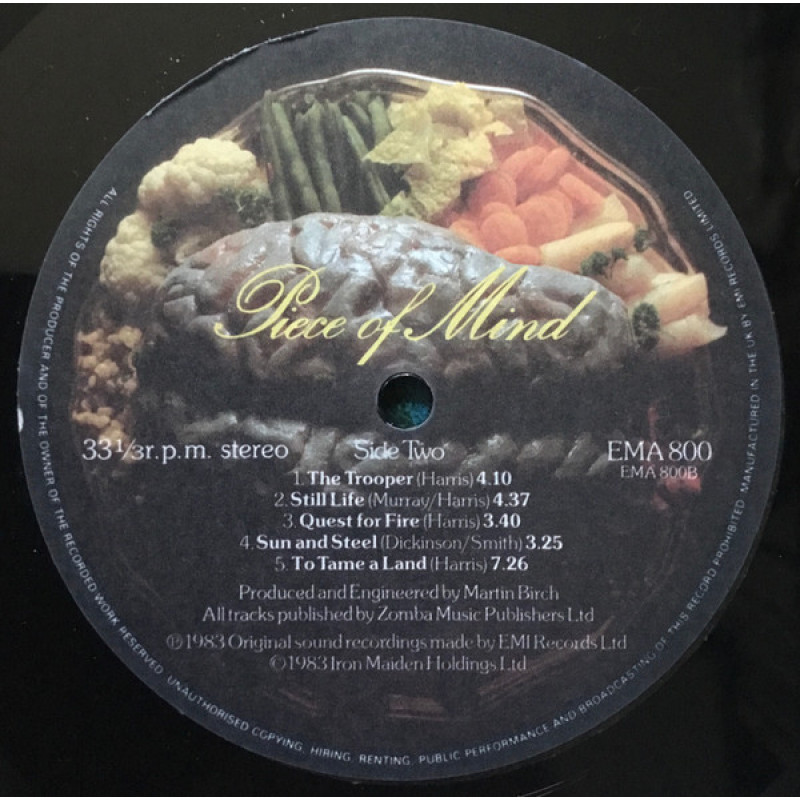 Piece of Mind
33 1/3 r.p.m. stereo
Side Two
EMA 800
EMA 800B
1. The Trooper (Harris) 4.10
2. Still Life (Murray/Harris) 4.37
3. Quest for Fire (Harris) 3.40
4. Sun and Steel (Dickinson/Smith) 3.25
5. To Tame a Land (Harris) 7.26
Produced and Engineered by Martin Birch
All tracks published by Zomba Music Publishers Ltd
℗1983 Original sound recordings made by EMI Records Ltd
©1983 Iron Maiden Holdings Ltd
ALL RIGHTS OF THE PRODUCER AND OF THE OWNER OF THE RECORDED WORK RESERVED. UNAUTHORISED COPYING, HIRING, RENTING, PUBLIC PERFORMANCE AND BROADCASTING OF THIS RECORD PROHIBITED. MANUFACTURED IN THE UK BY EMI RECORDS LIMITED